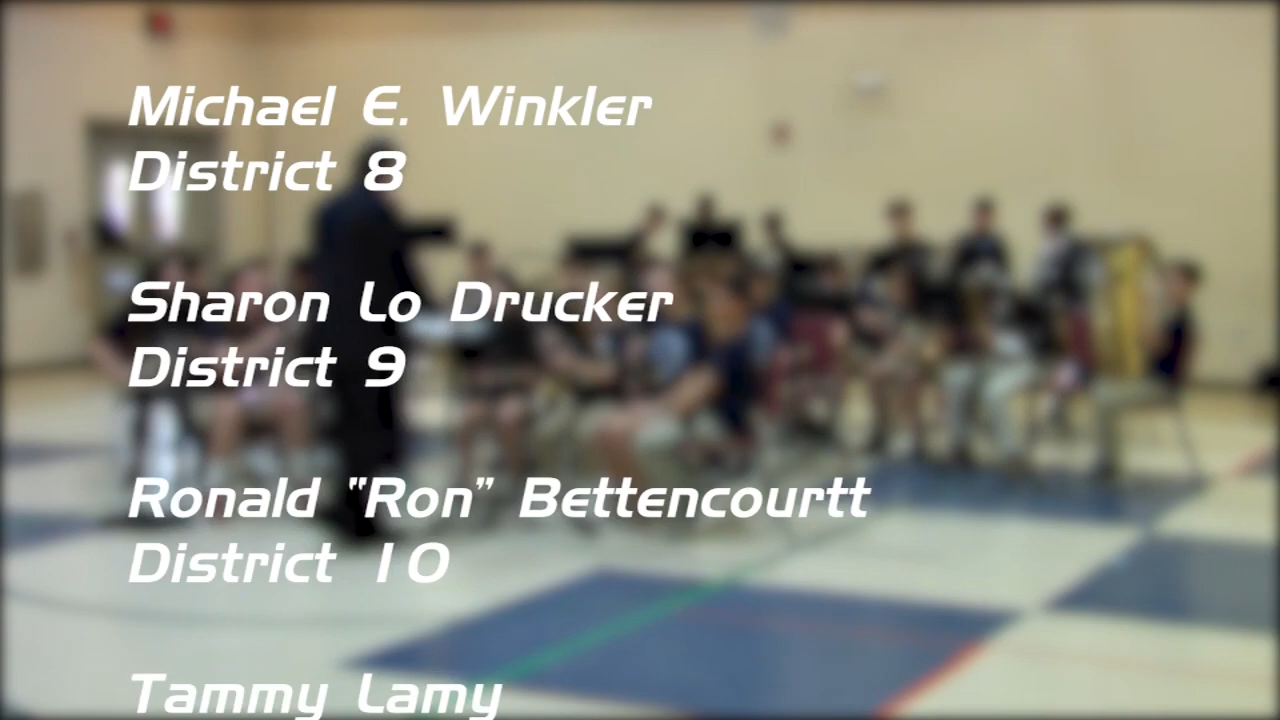 Michael E. Winkler
District 8
Sharon Lo Drucker
District 9
Ronald “Ron” Bettencourtt
District 10
Tammy Lamy